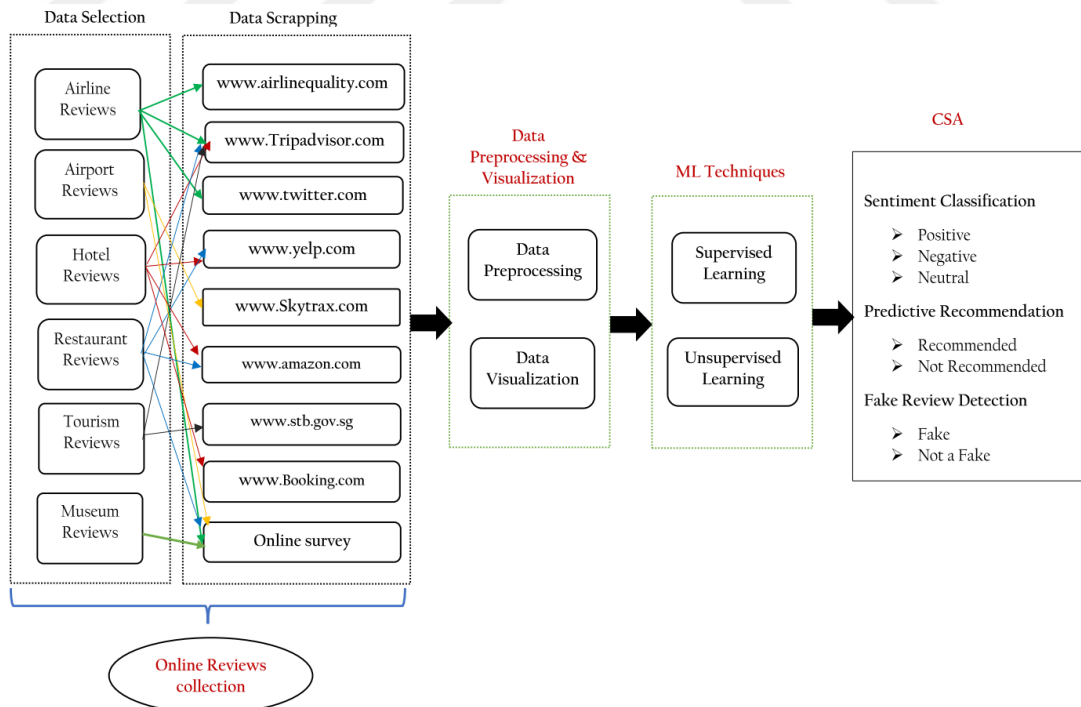 Data Selection
Data Scrapping
Airline
Reviews
Airport
Reviews
Hotel
Reviews
Restaurant
Reviews
Tourism
Reviews
Museum
Reviews
www.airlinequality.com
www.Tripadvisor.com
www.twitter.com
www.yelp.com
www.Skytrax.com
www.amazon.com
www.stb.gov.sg
www.Booking.com
Online survey
Online Reviews
collection
Data
Preprocessing &
Visualization
Data
Preprocessing
Data
Visualization
ML Techniques
Supervised
Learning
Unsupervised
Learning
CSA
Sentiment Classification
➢ Positive
➢ Negative
➢ Neutral
Predictive Recommendation
➢ Recommended
➢ Not Recommended
Fake Review Detection
➢ Fake
➢ Not a Fake